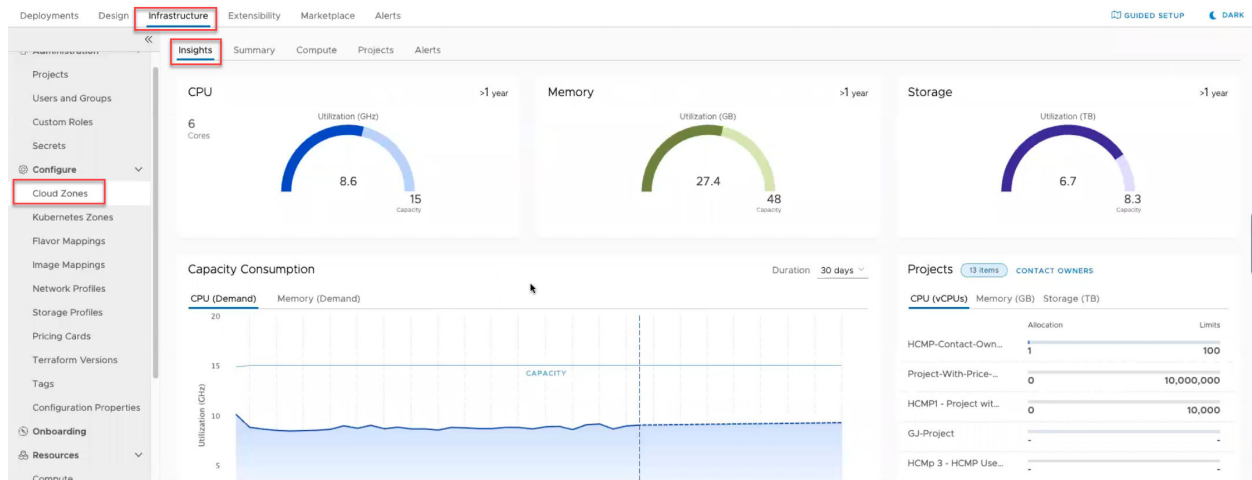 Deployments Design Infrastructure Extensibility Marketplace Alerts GUIDED SETUP DARK
Administration
Projects
Users and Groups
Custom Roles
Secrets
Configure
Cloud Zones
Kubernetes Zones
Flavor Mappings
Image Mappings
Network Profiles
Storage Profiles
Pricing Cards
Terraform Versions
Tags
Configuration Properties
Onboarding
Resources
Compute
Insights Summary Compute Projects Alerts
CPU >1 year
6
Cores
Utilization (GHz)
8.6
15
Capacity
Memory >1 year
Utilization (GB)
27.4
48
Capacity
Storage >1 year
Utilization (TB)
6.7
8.3
Capacity
Capacity Consumption Duration 30 days
CPU (Demand) Memory (Demand)
20
15
CAPACITY
10
5
Utilization (GHz)
Projects 13 items CONTACT OWNERS
CPU (vCPUs) Memory (GB) Storage (TB)
Allocation Limits
HCMP-Contact-Own...
1 100
Project-With-Price-...
0 10,000,000
HCMP1 - Project wit...
0 10,000
GJ-Project
- -
HCMp 3 - HCMP Use...
- -